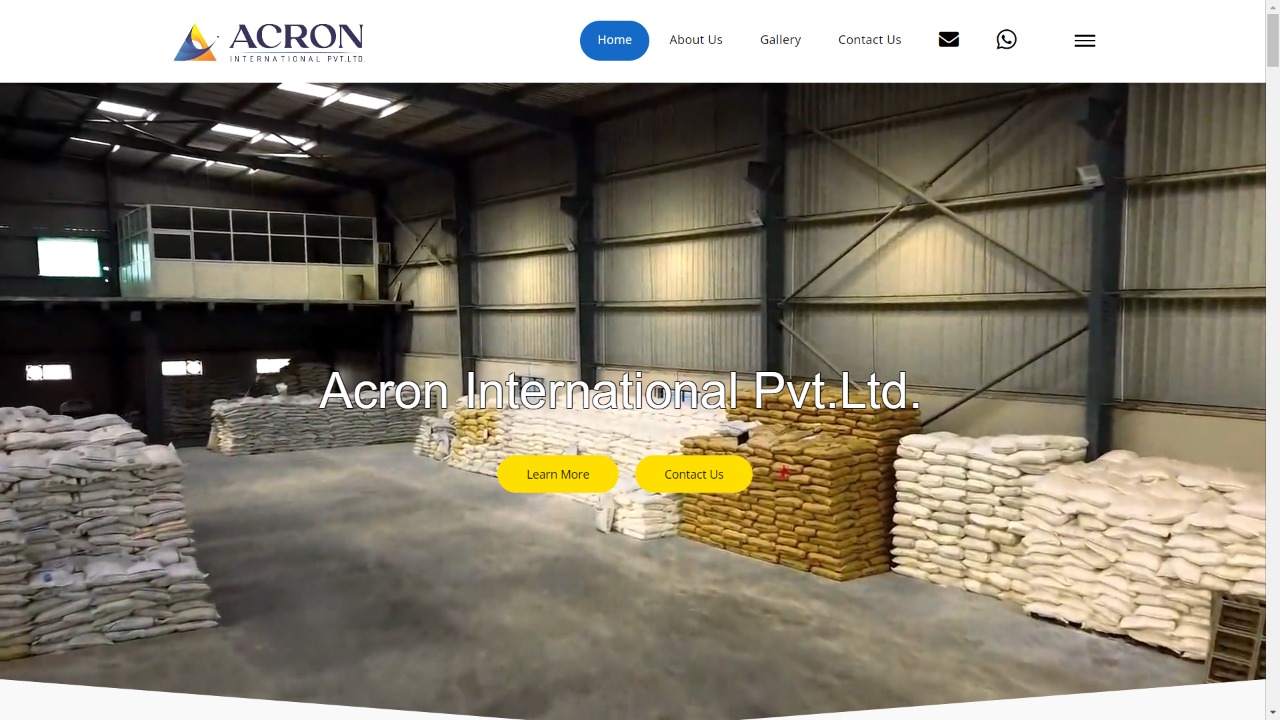 ACRON
INTERNATIONAL PVT.LTD.
Home
About Us
Gallery
Contact Us
Acron International Pvt.Ltd.
Learn More
Contact Us